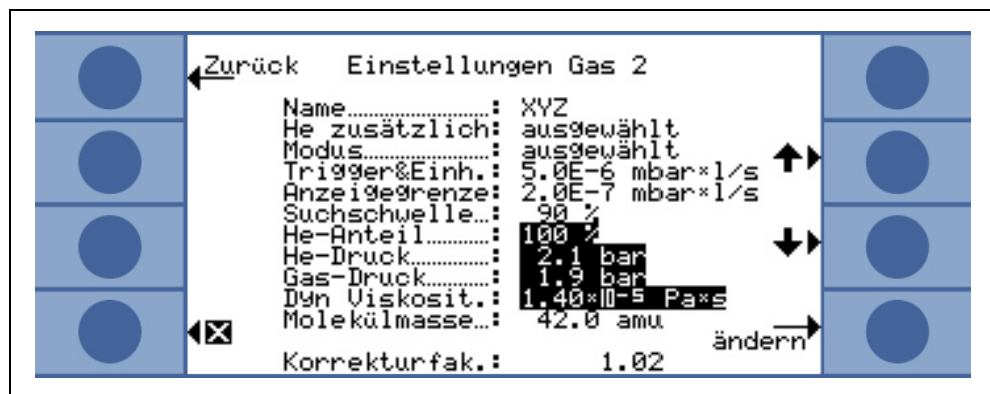 Zurück Einstellungen Gas 2
Name............: XYZ
He zusätzlich: ausgewählt
Modus............: ausgewählt
Trigger&Einh.: 5.0E-6 mbar×l/s
Anzeigegrenze: 2.0E-7 mbar×l/s
Suchschwelle..: 90 %
He-Anteil........: 100 %
He-Druck........: 2.1 bar
Gas-Druck.......: 1.9 bar
Dyn Viskosit.: 1.40×10-5 Pa×s
Molekülmasse..: 42.0 amu
ändern
Korrekturfak.: 1.02